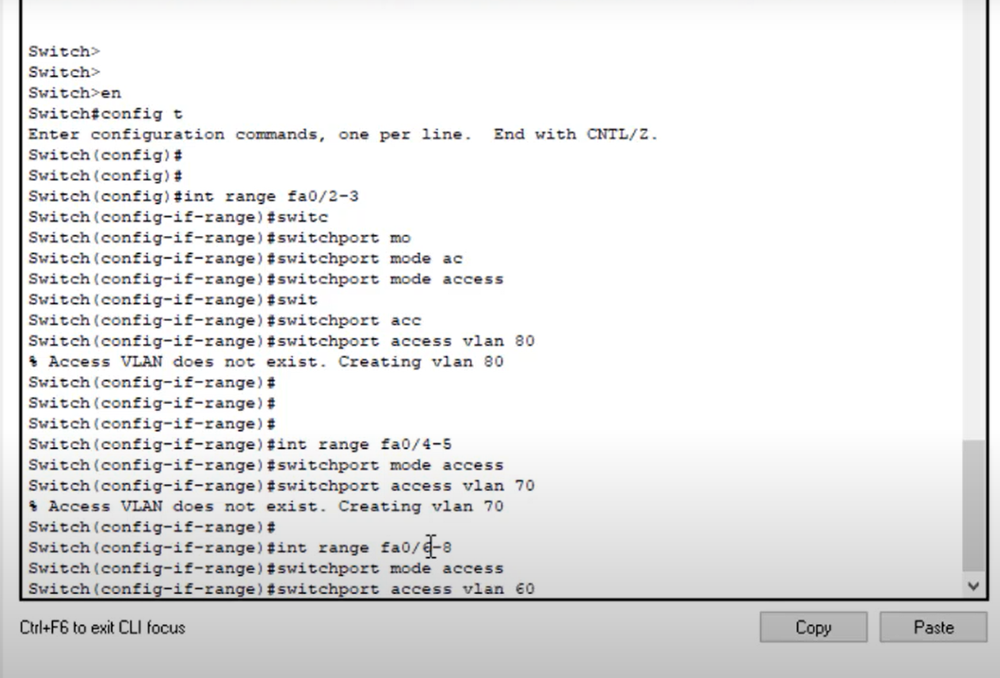 Switch>
Switch>
Switch>en
Switch#config t
Enter configuration commands, one per line.  End with CNTL/Z.
Switch(config)#
Switch(config)#
Switch(config)#int range fa0/2-3
Switch(config-if-range)#switc
Switch(config-if-range)#switchport mo
Switch(config-if-range)#switchport mode ac
Switch(config-if-range)#switchport mode access
Switch(config-if-range)#swit
Switch(config-if-range)#switchport acc
Switch(config-if-range)#switchport access vlan 80
% Access VLAN does not exist. Creating vlan 80
Switch(config-if-range)#
Switch(config-if-range)#
Switch(config-if-range)#
Switch(config-if-range)#int range fa0/4-5
Switch(config-if-range)#switchport mode access
Switch(config-if-range)#switchport access vlan 70
% Access VLAN does not exist. Creating vlan 70
Switch(config-if-range)#
Switch(config-if-range)#int range fa0/6-8
Switch(config-if-range)#switchport mode access
Switch(config-if-range)#switchport access vlan 60
Ctrl+F6 to exit CLI focus
Copy
Paste